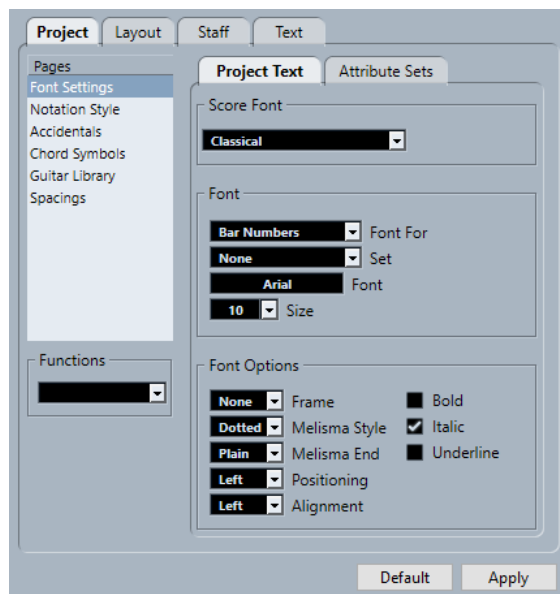 Project Layout Staff Text
Pages
Font Settings
Notation Style
Accidentals
Chord Symbols
Guitar Library
Spacings
Functions
Project Text Attribute Sets
Score Font
Classical
Font
Bar Numbers Font For
None Set
Arial Font
10 Size
Font Options
None Frame Bold
Dotted Melisma Style Italic
Plain Melisma End Underline
Left Positioning
Left Alignment
Default Apply